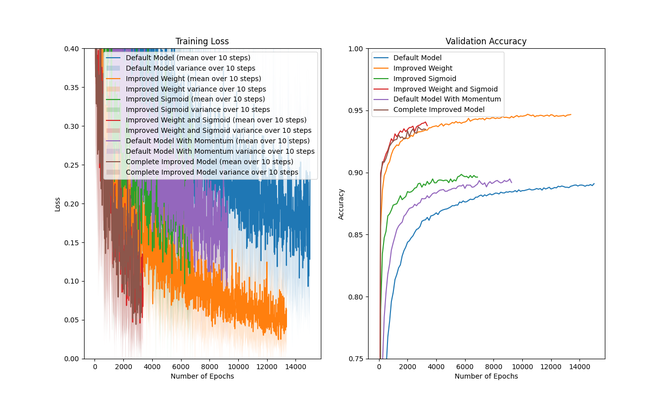 Training Loss
0.40
0.35
0.30
0.25
0.20
0.15
0.10
0.05
0.00
Loss
Default Model (mean over 10 steps)
Default Model variance over 10 steps
Improved Weight (mean over 10 steps)
Improved Weight variance over 10 steps
Improved Sigmoid (mean over 10 steps)
Improved Sigmoid variance over 10 steps
Improved Weight and Sigmoid (mean over 10 steps)
Improved Weight and Sigmoid variance over 10 steps
Default Model With Momentum (mean over 10 steps)
Default Model With Momentum variance over 10 steps
Complete Improved Model (mean over 10 steps)
Complete Improved Model variance over 10 steps
0 2000 4000 6000 8000 10000 12000 14000
Number of Epochs
Validation Accuracy
1.00
0.95
0.90
0.85
0.80
0.75
Accuracy
Default Model
Improved Weight
Improved Sigmoid
Improved Weight and Sigmoid
Default Model With Momentum
Complete Improved Model
0 2000 4000 6000 8000 10000 12000 14000
Number of Epochs